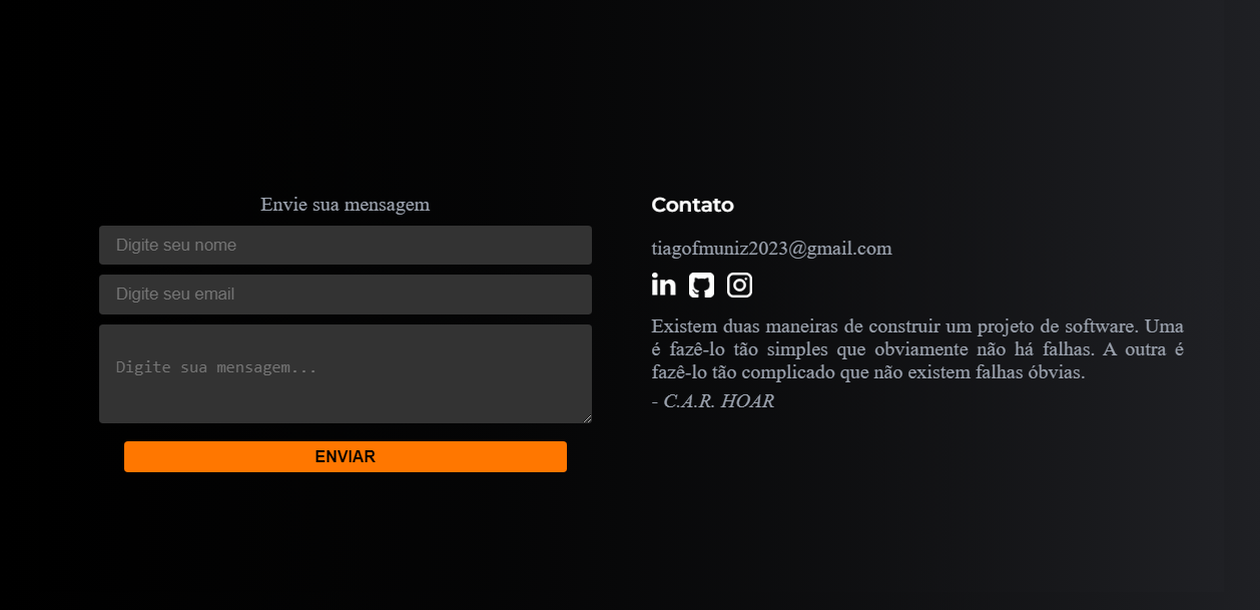 Envie sua mensagem
Digite seu nome
Digite seu email
Digite sua mensagem...
ENVIAR
Contato
tiagofmuniz2023@gmail.com
in
Existem duas maneiras de construir um projeto de software. Uma
é fazê-lo tão simples que obviamente não há falhas. A outra é
fazê-lo tão complicado que não existem falhas óbvias.
- C.A.R. HOAR